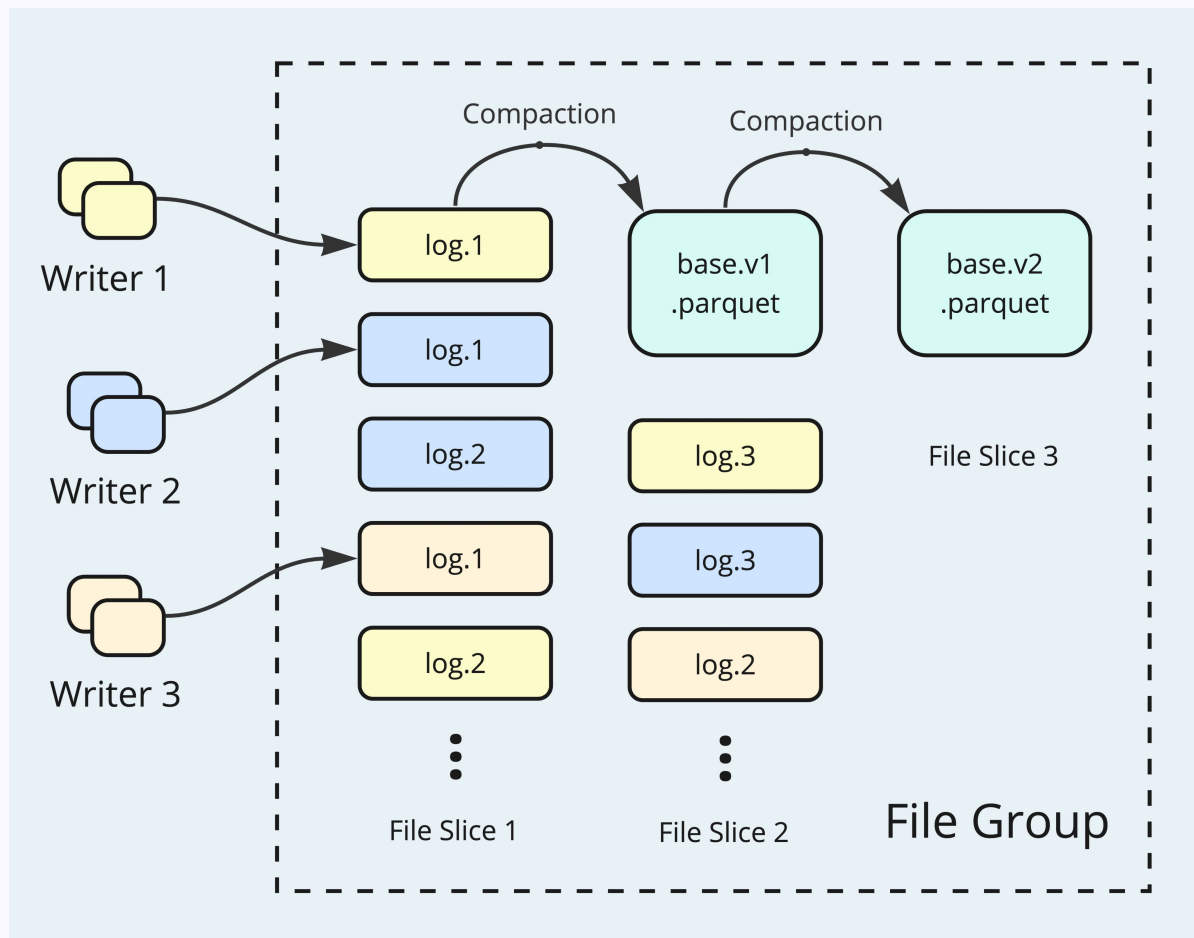 Compaction
Compaction
Writer 1
log.1
base.v1
.parquet
base.v2
.parquet
log.1
Writer 2
log.2
log.3
File Slice 3
log.1
log.3
Writer 3
log.2
log.2
File Slice 1
File Slice 2
File Group